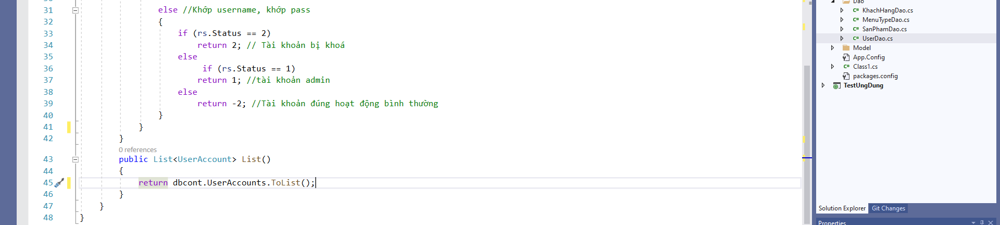 31 else //Khớp username, khớp pass
32 {
33 if (rs.Status == 2)
34 return 2; // Tài khoản bị khoá
35 else
36 if (rs.Status == 1)
37 return 1; //tài khoản admin
38 else
39 return -2; //Tài khoản đúng hoạt động bình thường
40 }
41 }
42 }
0 references
43 public List<UserAccount> List()
44 {
45 return dbcont.UserAccounts.ToList();
46 }
47 }
48 }
Dao
C# KhachHangDao.cs
C# MenuTypeDao.cs
C# SanPhamDao.cs
C# UserDao.cs
Model
App.Config
C# Class1.cs
packages.config
TestUngDung
Solution Explorer Git Changes
Properties